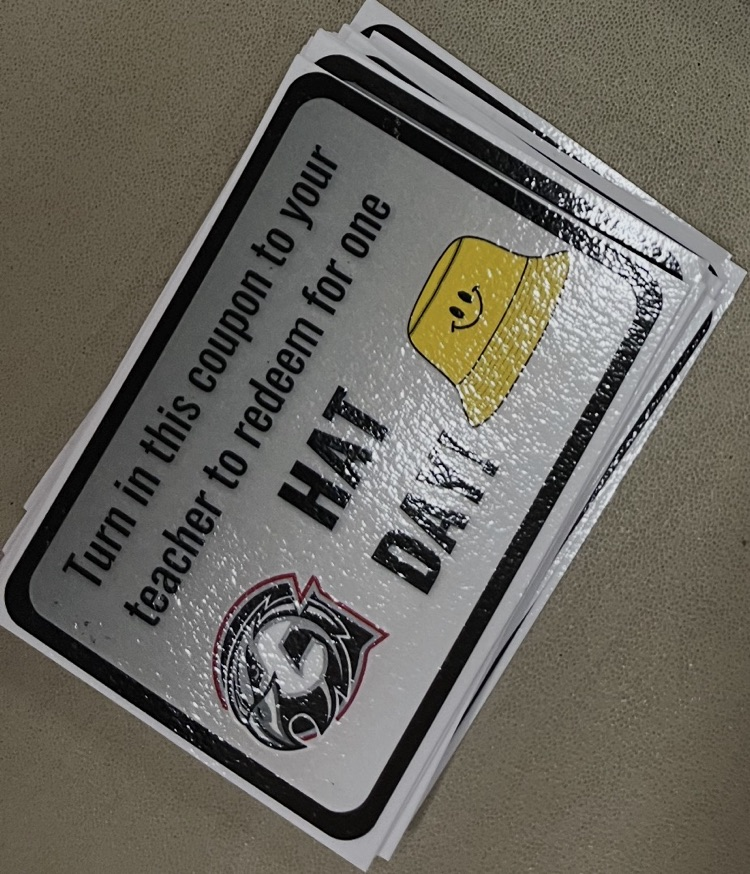 Turn in this coupon to your
teacher to redeem for one
HAT
DAY!